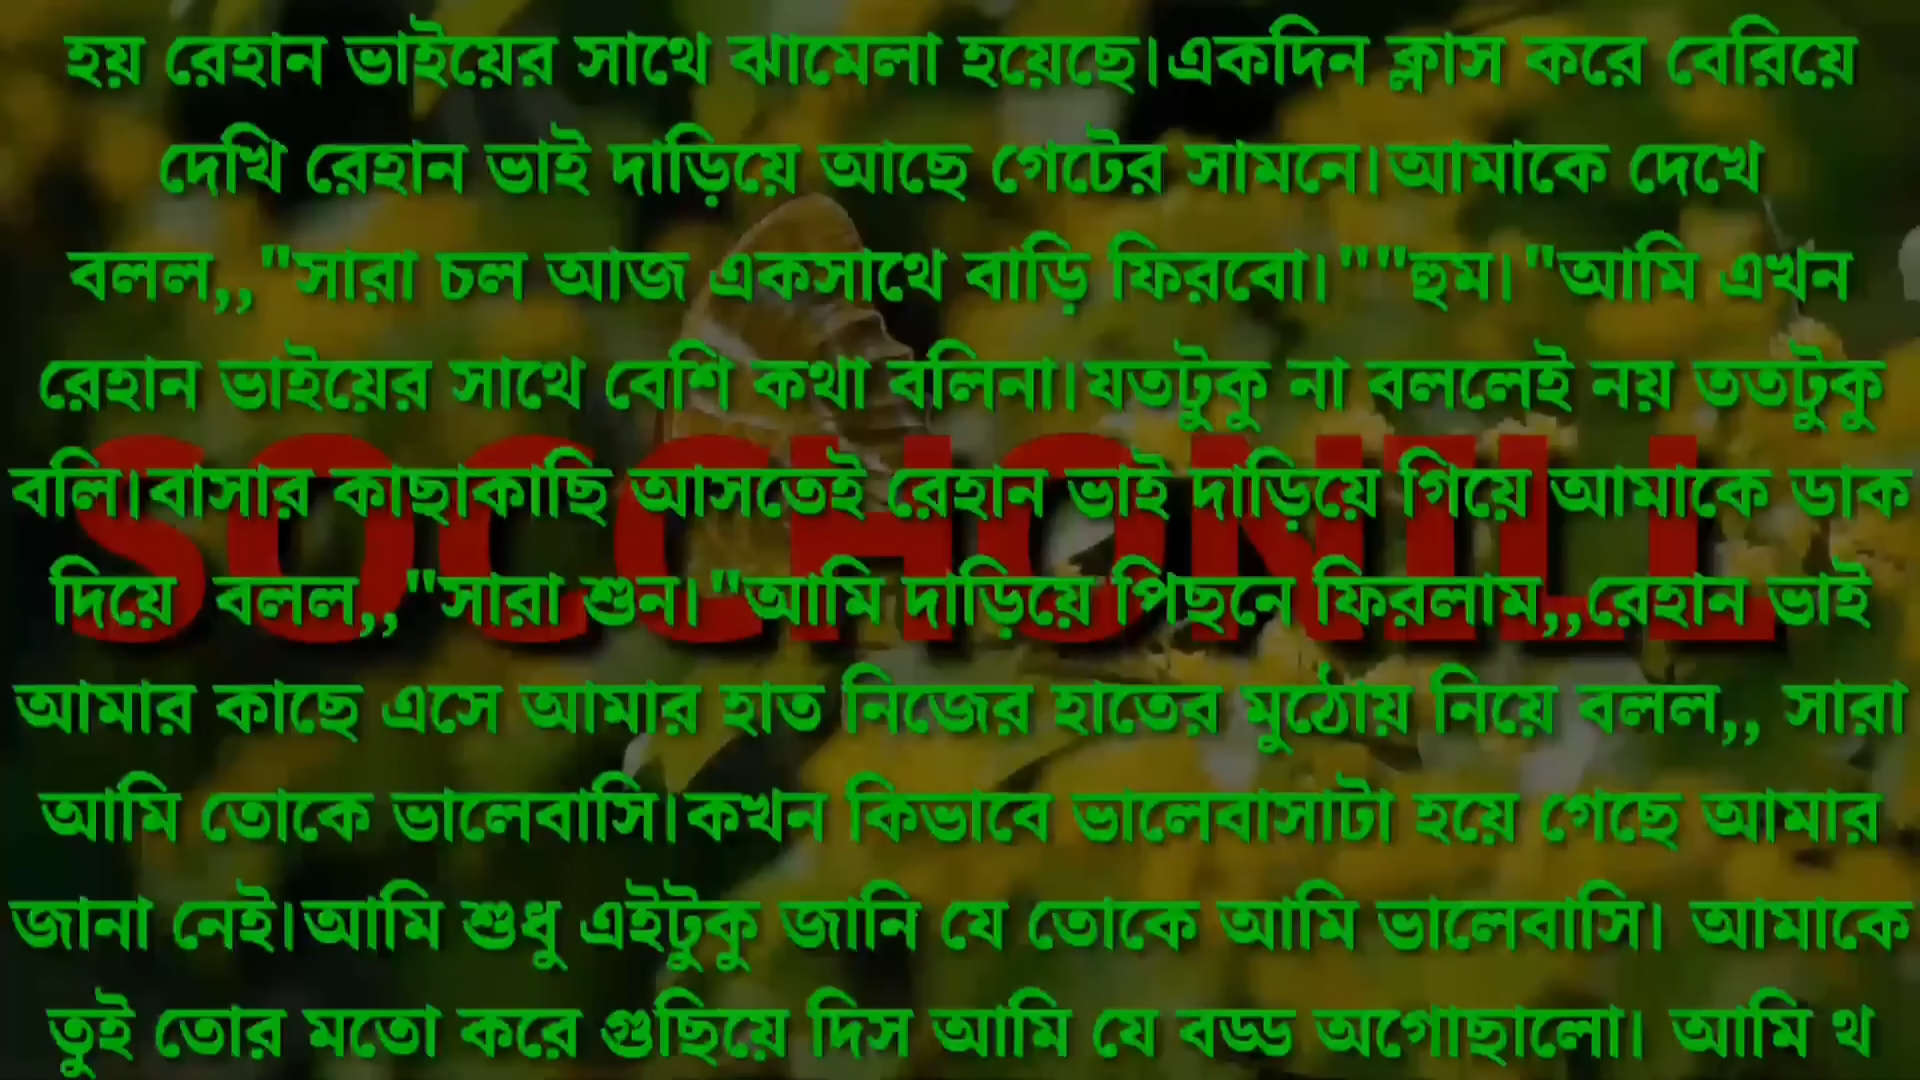 হয় রেহান ভাইয়ের সাথে ঝামেলা হয়েছে।একদিন ক্লাস করে বেরিয়ে
দেখি রেহান ভাই দাড়িয়ে আছে গেটের সামনে।আমাকে দেখে
বলল,, "সারা চল আজ একসাথে বাড়ি ফিরবো।""হুম।"আমি এখন
রেহান ভাইয়ের সাথে বেশি কথা বলিনা।যতটুকু না বললেই নয় ততটুকু
বলি।বাসার কাছাকাছি আসতেই রেহান ভাই দাড়িয়ে গিয়ে আমাকে ডাক
SOCCHONILL
দিয়ে  বলল,,"সারা শুন।"আমি দাড়িয়ে পিছনে ফিরলাম,,রেহান ভাই
আমার কাছে এসে আমার হাত নিজের হাতের মুঠোয় নিয়ে বলল,, সারা
আমি তোকে ভালেবাসি।কখন কিভাবে ভালেবাসাটা হয়ে গেছে আমার
জানা নেই।আমি শুধু এইটুকু জানি যে তোকে আমি ভালেবাসি। আমাকে
তুই তোর মতো করে গুছিয়ে দিস আমি যে বড্ড অগোছালো। আমি থ